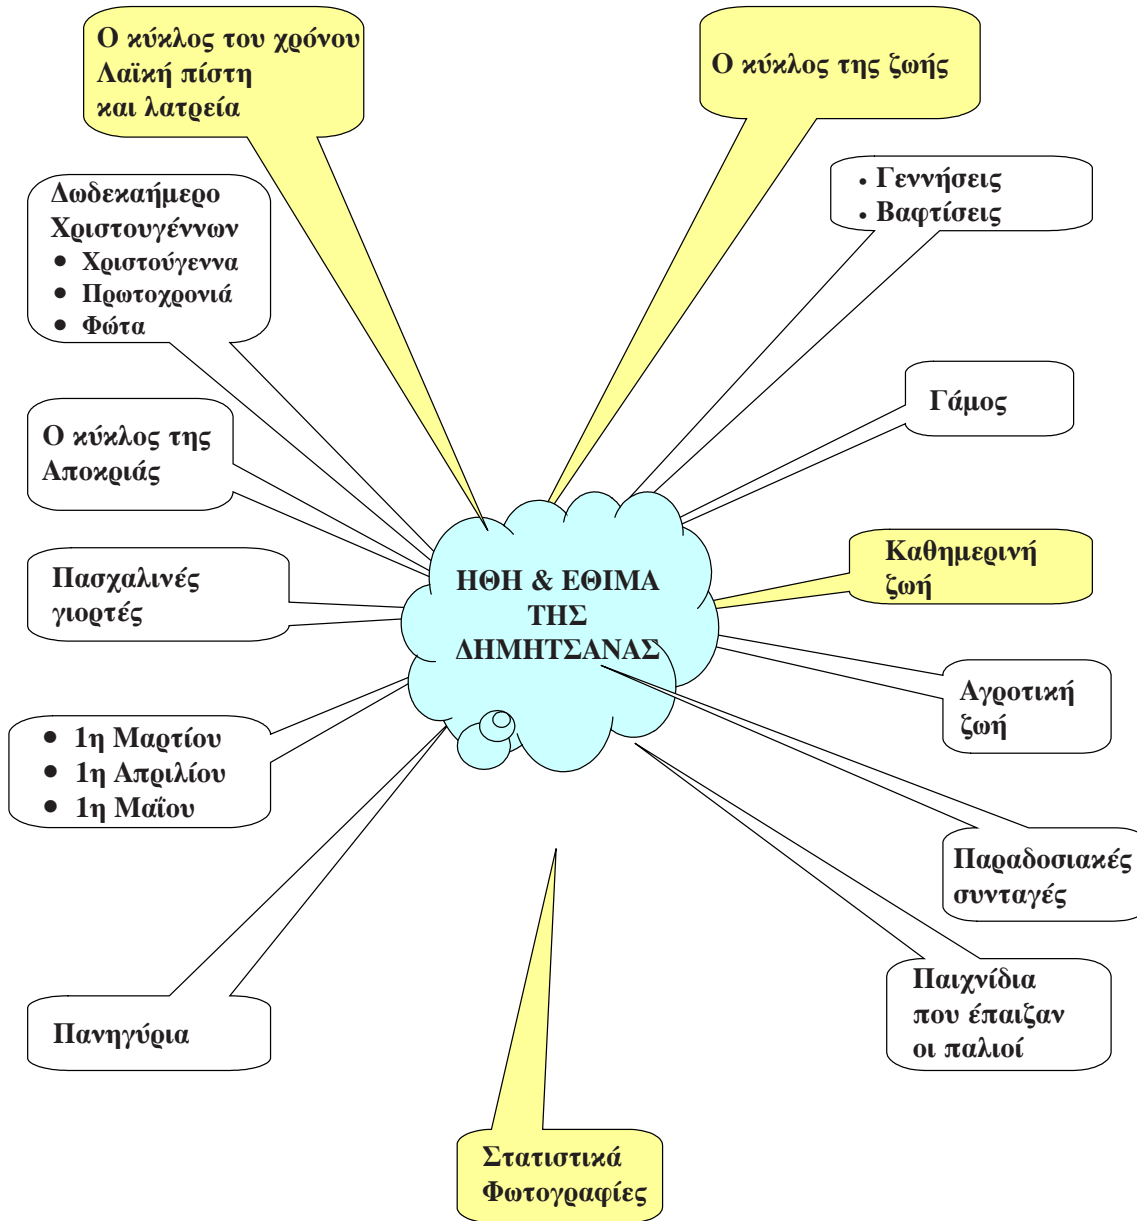 Ο κύκλος του χρόνου
Λαϊκή πίστη
και λατρεία
Ο κύκλος της ζωής
Δωδεκαήμερο
Χριστουγέννων
• Χριστούγεννα
• Πρωτοχρονιά
• Φώτα
• Γεννήσεις
• Βαφτίσεις
Ο κύκλος της
Αποκριάς
Γάμος
Πασχαλινές
γιορτές
ΗΘΗ & ΕΘΙΜΑ
ΤΗΣ
ΔΗΜΗΤΣΑΝΑΣ
Καθημερινή
ζωή
• 1η Μαρτίου
• 1η Απριλίου
• 1η Μαΐου
Αγροτική
ζωή
Παραδοσιακές
συνταγές
Πανηγύρια
Παιχνίδια
που έπαιζαν
οι παλιοί
Στατιστικά
Φωτογραφίες